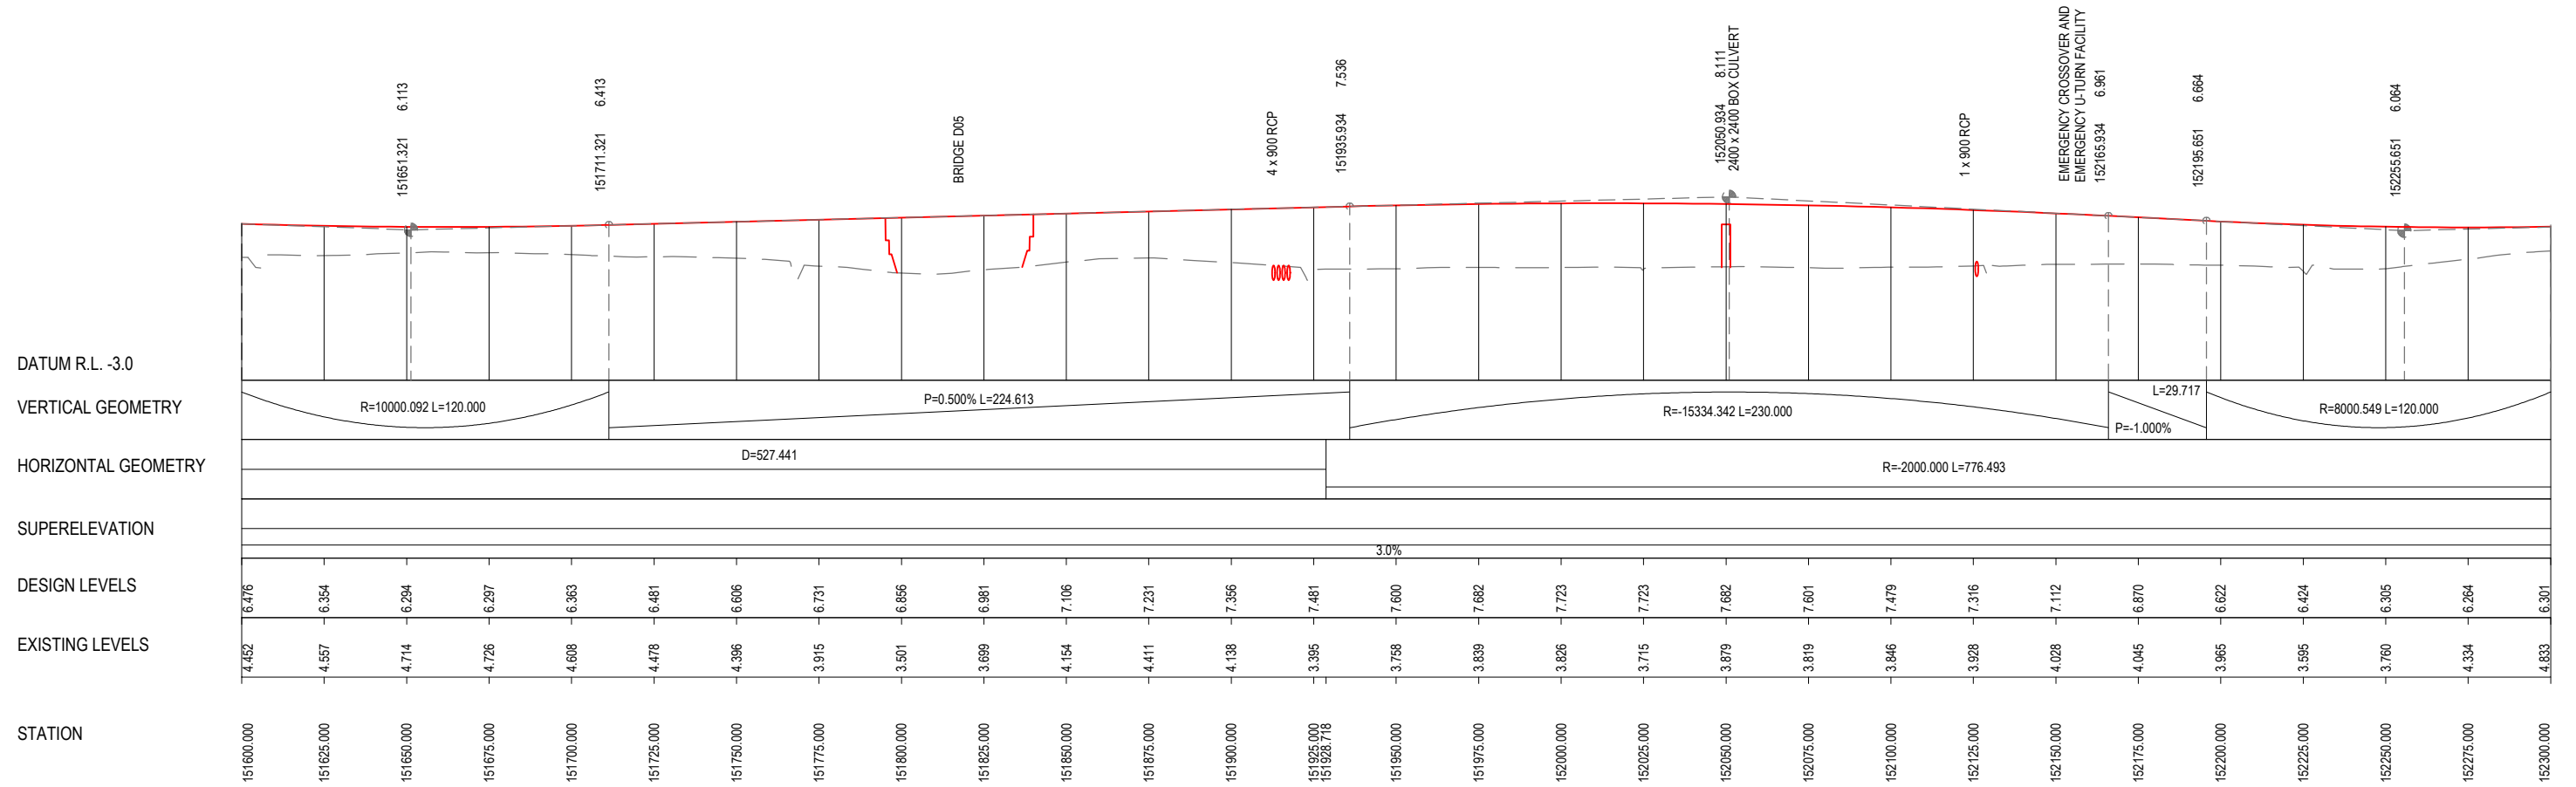 151651.321 6.113
151711.321 6.413
BRIDGE D05
4 x 900 RCP
151935.934 7.536
152050.934 8.111
2400 x 2400 BOX CULVERT
1 x 900 RCP
EMERGENCY CROSSOVER AND
EMERGENCY U-TURN FACILITY
152165.934 6.961
152195.651 6.664
152255.651 6.064
DATUM R.L. -3.0
VERTICAL GEOMETRY
R=10000.092 L=120.000
P=0.500% L=224.613
R=-15334.342 L=230.000
L=29.717
P=-1.000%
R=8000.549 L=120.000
HORIZONTAL GEOMETRY
D=527.441
R=-2000.000 L=776.493
SUPERELEVATION
3.0%
DESIGN LEVELS
6.476 6.354 6.294 6.297 6.363 6.481 6.606 6.731 6.856 6.981 7.106 7.231 7.356 7.481 7.600 7.682 7.723 7.723 7.682 7.601 7.479 7.316 7.112 6.870 6.622 6.424 6.305 6.264 6.301
EXISTING LEVELS
4.452 4.557 4.714 4.726 4.608 4.478 4.396 3.915 3.501 3.699 4.154 4.411 4.138 3.395 3.758 3.839 3.826 3.715 3.879 3.819 3.846 3.928 4.028 4.045 3.965 3.595 3.760 4.334 4.833
STATION
151600.000 151625.000 151650.000 151675.000 151700.000 151725.000 151750.000 151775.000 151800.000 151825.000 151850.000 151875.000 151900.000 151925.000 151928.718 151950.000 151975.000 152000.000 152025.000 152050.000 152075.000 152100.000 152125.000 152150.000 152175.000 152200.000 152225.000 152250.000 152275.000 152300.000